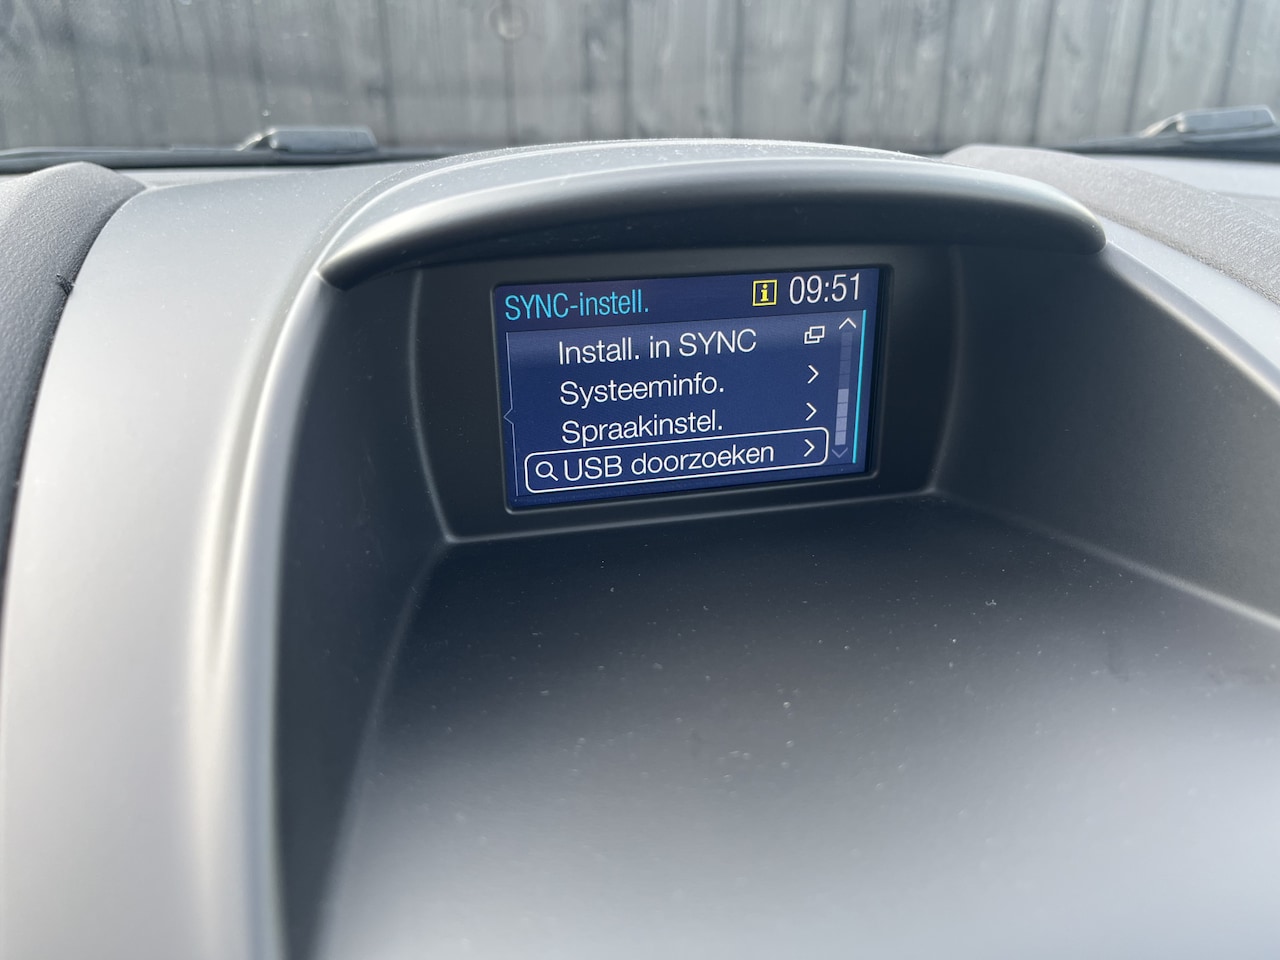 SYNC-instell. i 09:51
Install. in SYNC
Systeeminfo.
Spraakinstel.
USB doorzoeken